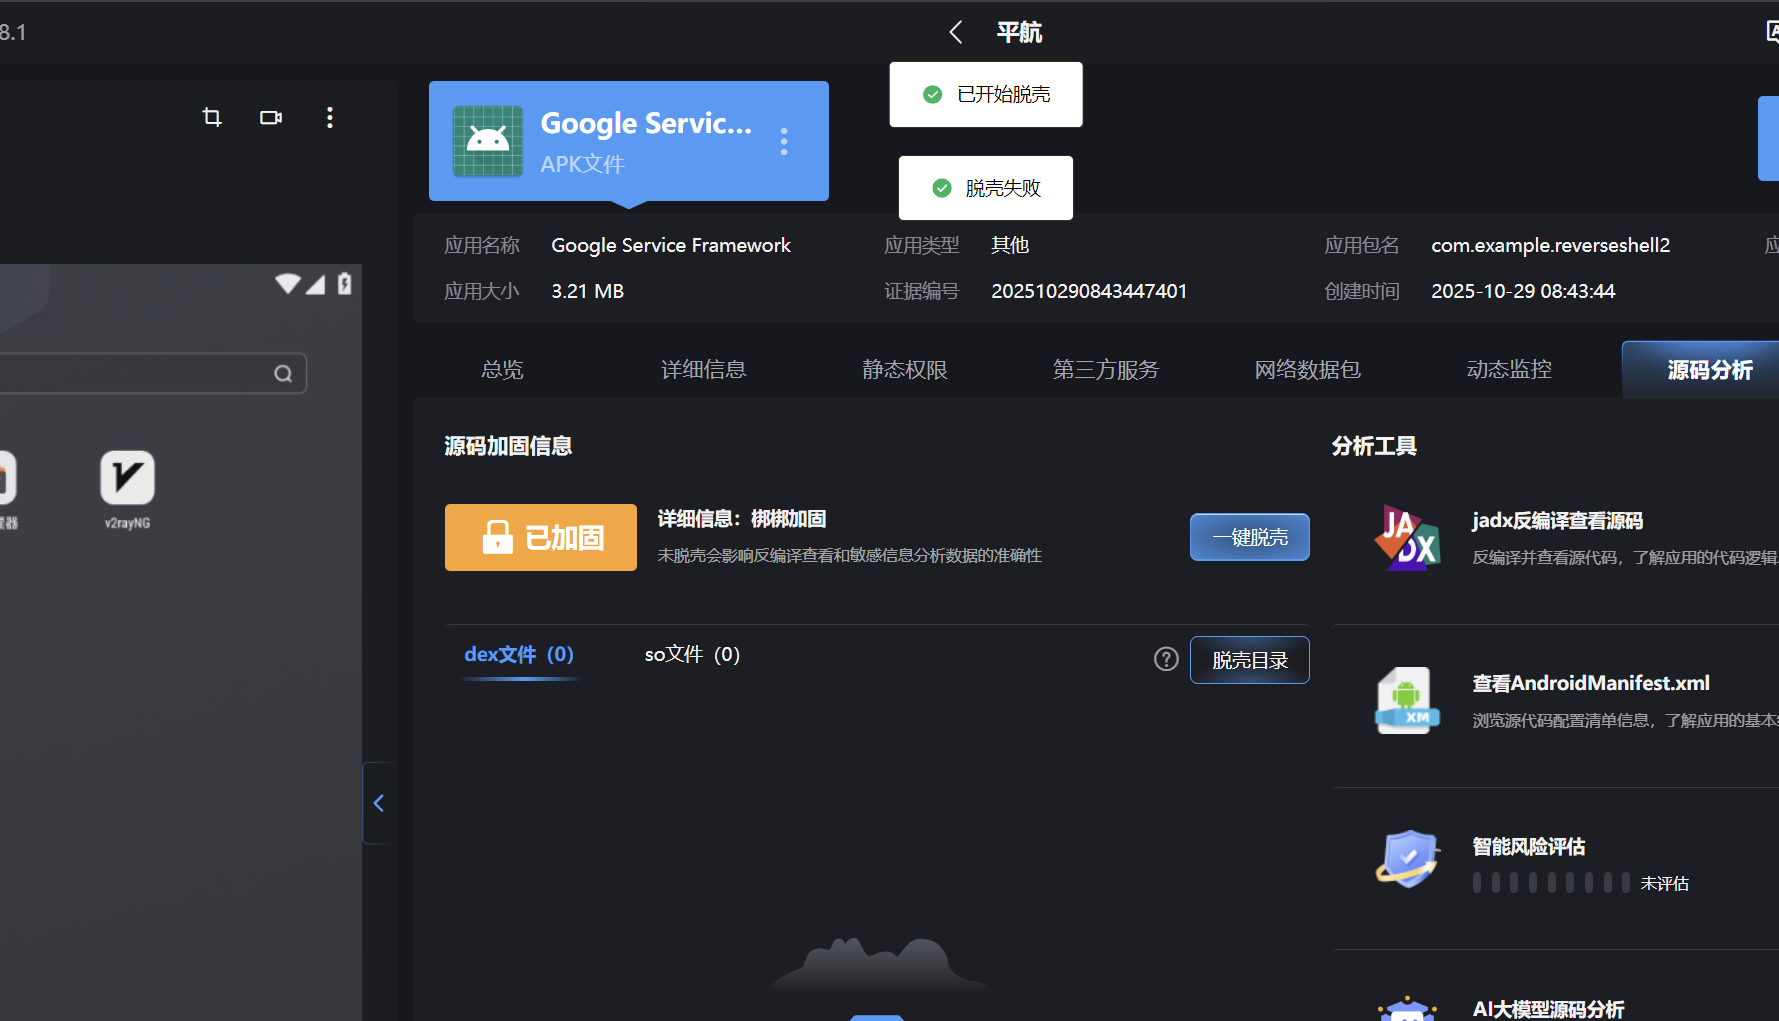 8.1
平航
已开始脱壳
Google Servic...
APK文件
脱壳失败
应用名称 Google Service Framework 应用类型 其他 应用包名 com.example.reverseshell2 应
应用大小 3.21 MB 证据编号 202510290843447401 创建时间 2025-10-29 08:43:44
总览 详细信息 静态权限 第三方服务 网络数据包 动态监控 源码分析
源码加固信息
已加固
详细信息：梆梆加固
未脱壳会影响反编译查看和敏感信息分析数据的准确性
一键脱壳
dex文件（0） so文件（0）
脱壳目录
分析工具
JADX
jadx反编译查看源码
反编译并查看源代码，了解应用的代码逻辑
XM
查看AndroidManifest.xml
浏览源代码配置清单信息，了解应用的基本
智能风险评估
未评估
AI大模型源码分析
v2rayNG
器